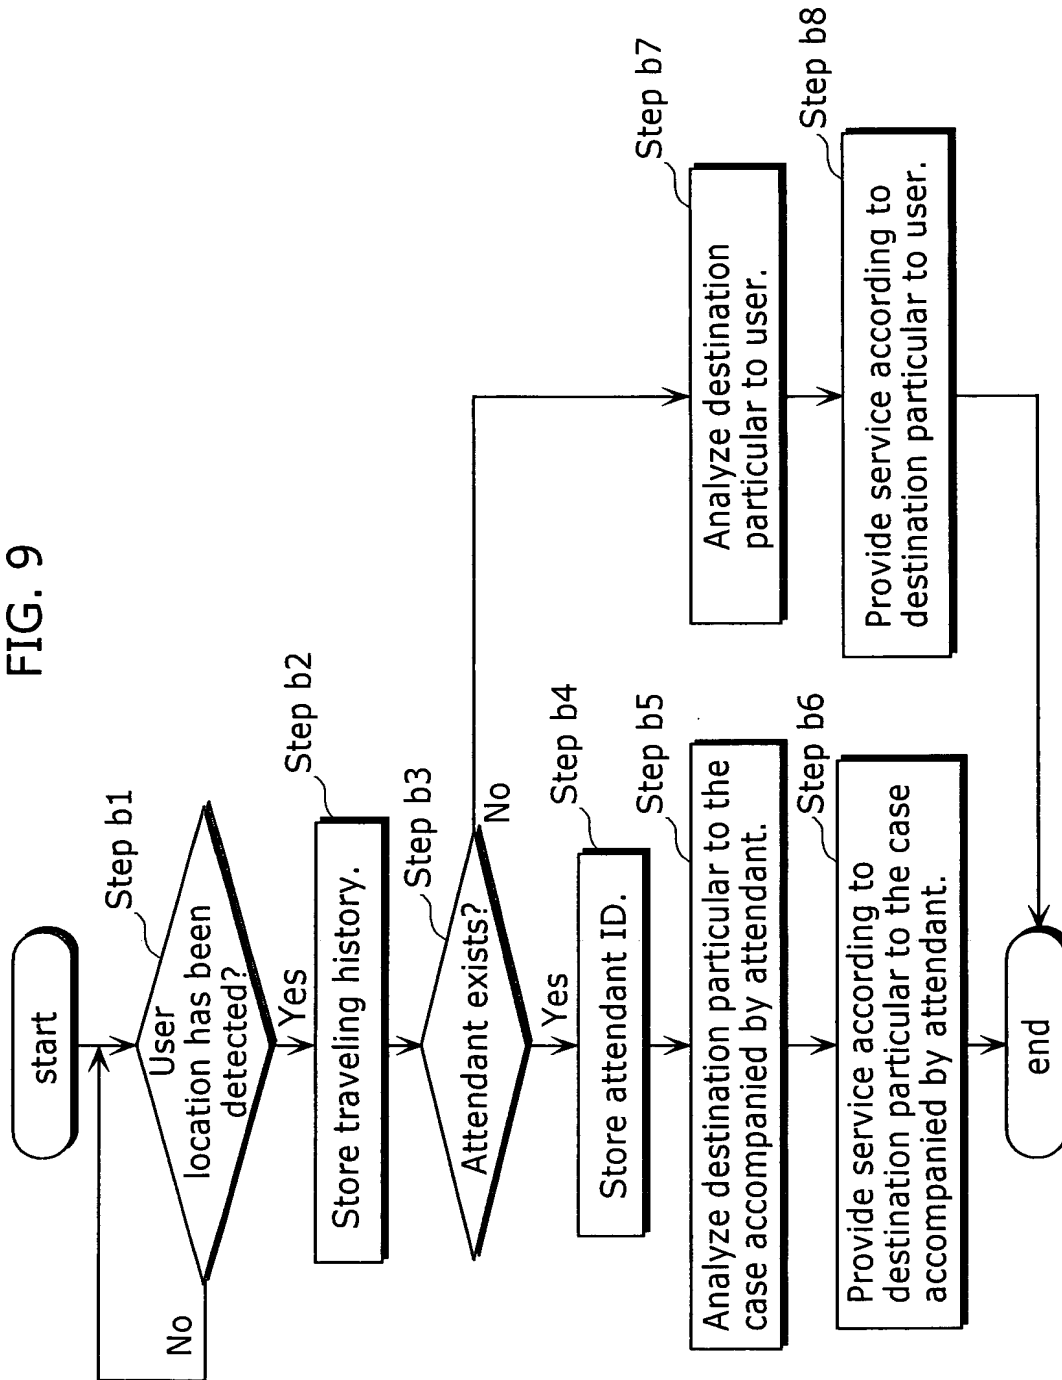 FIG. 9
start
Step b1
User
location has been
detected?
No
Yes
Step b2
Store traveling history.
Step b3
Attendant exists?
No
Yes
Step b4
Store attendant ID.
Step b5
Analyze destination particular to the
case accompanied by attendant.
Step b6
Provide service according to
destination particular to the case
accompanied by attendant.
Step b7
Analyze destination
particular to user.
Step b8
Provide service according to
destination particular to user.
end